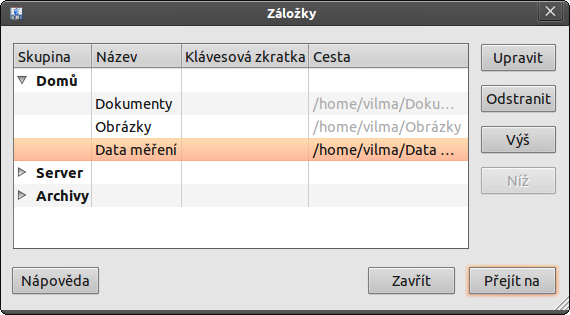 Záložky
Skupina Název Klávesová zkratka Cesta
Domů
Dokumenty /home/vilma/Doku...
Obrázky /home/vilma/Obrázky
Data měření /home/vilma/Data ...
Server
Archivy
Upravit
Odstranit
Výš
Níž
Nápověda Zavřít Přejít na